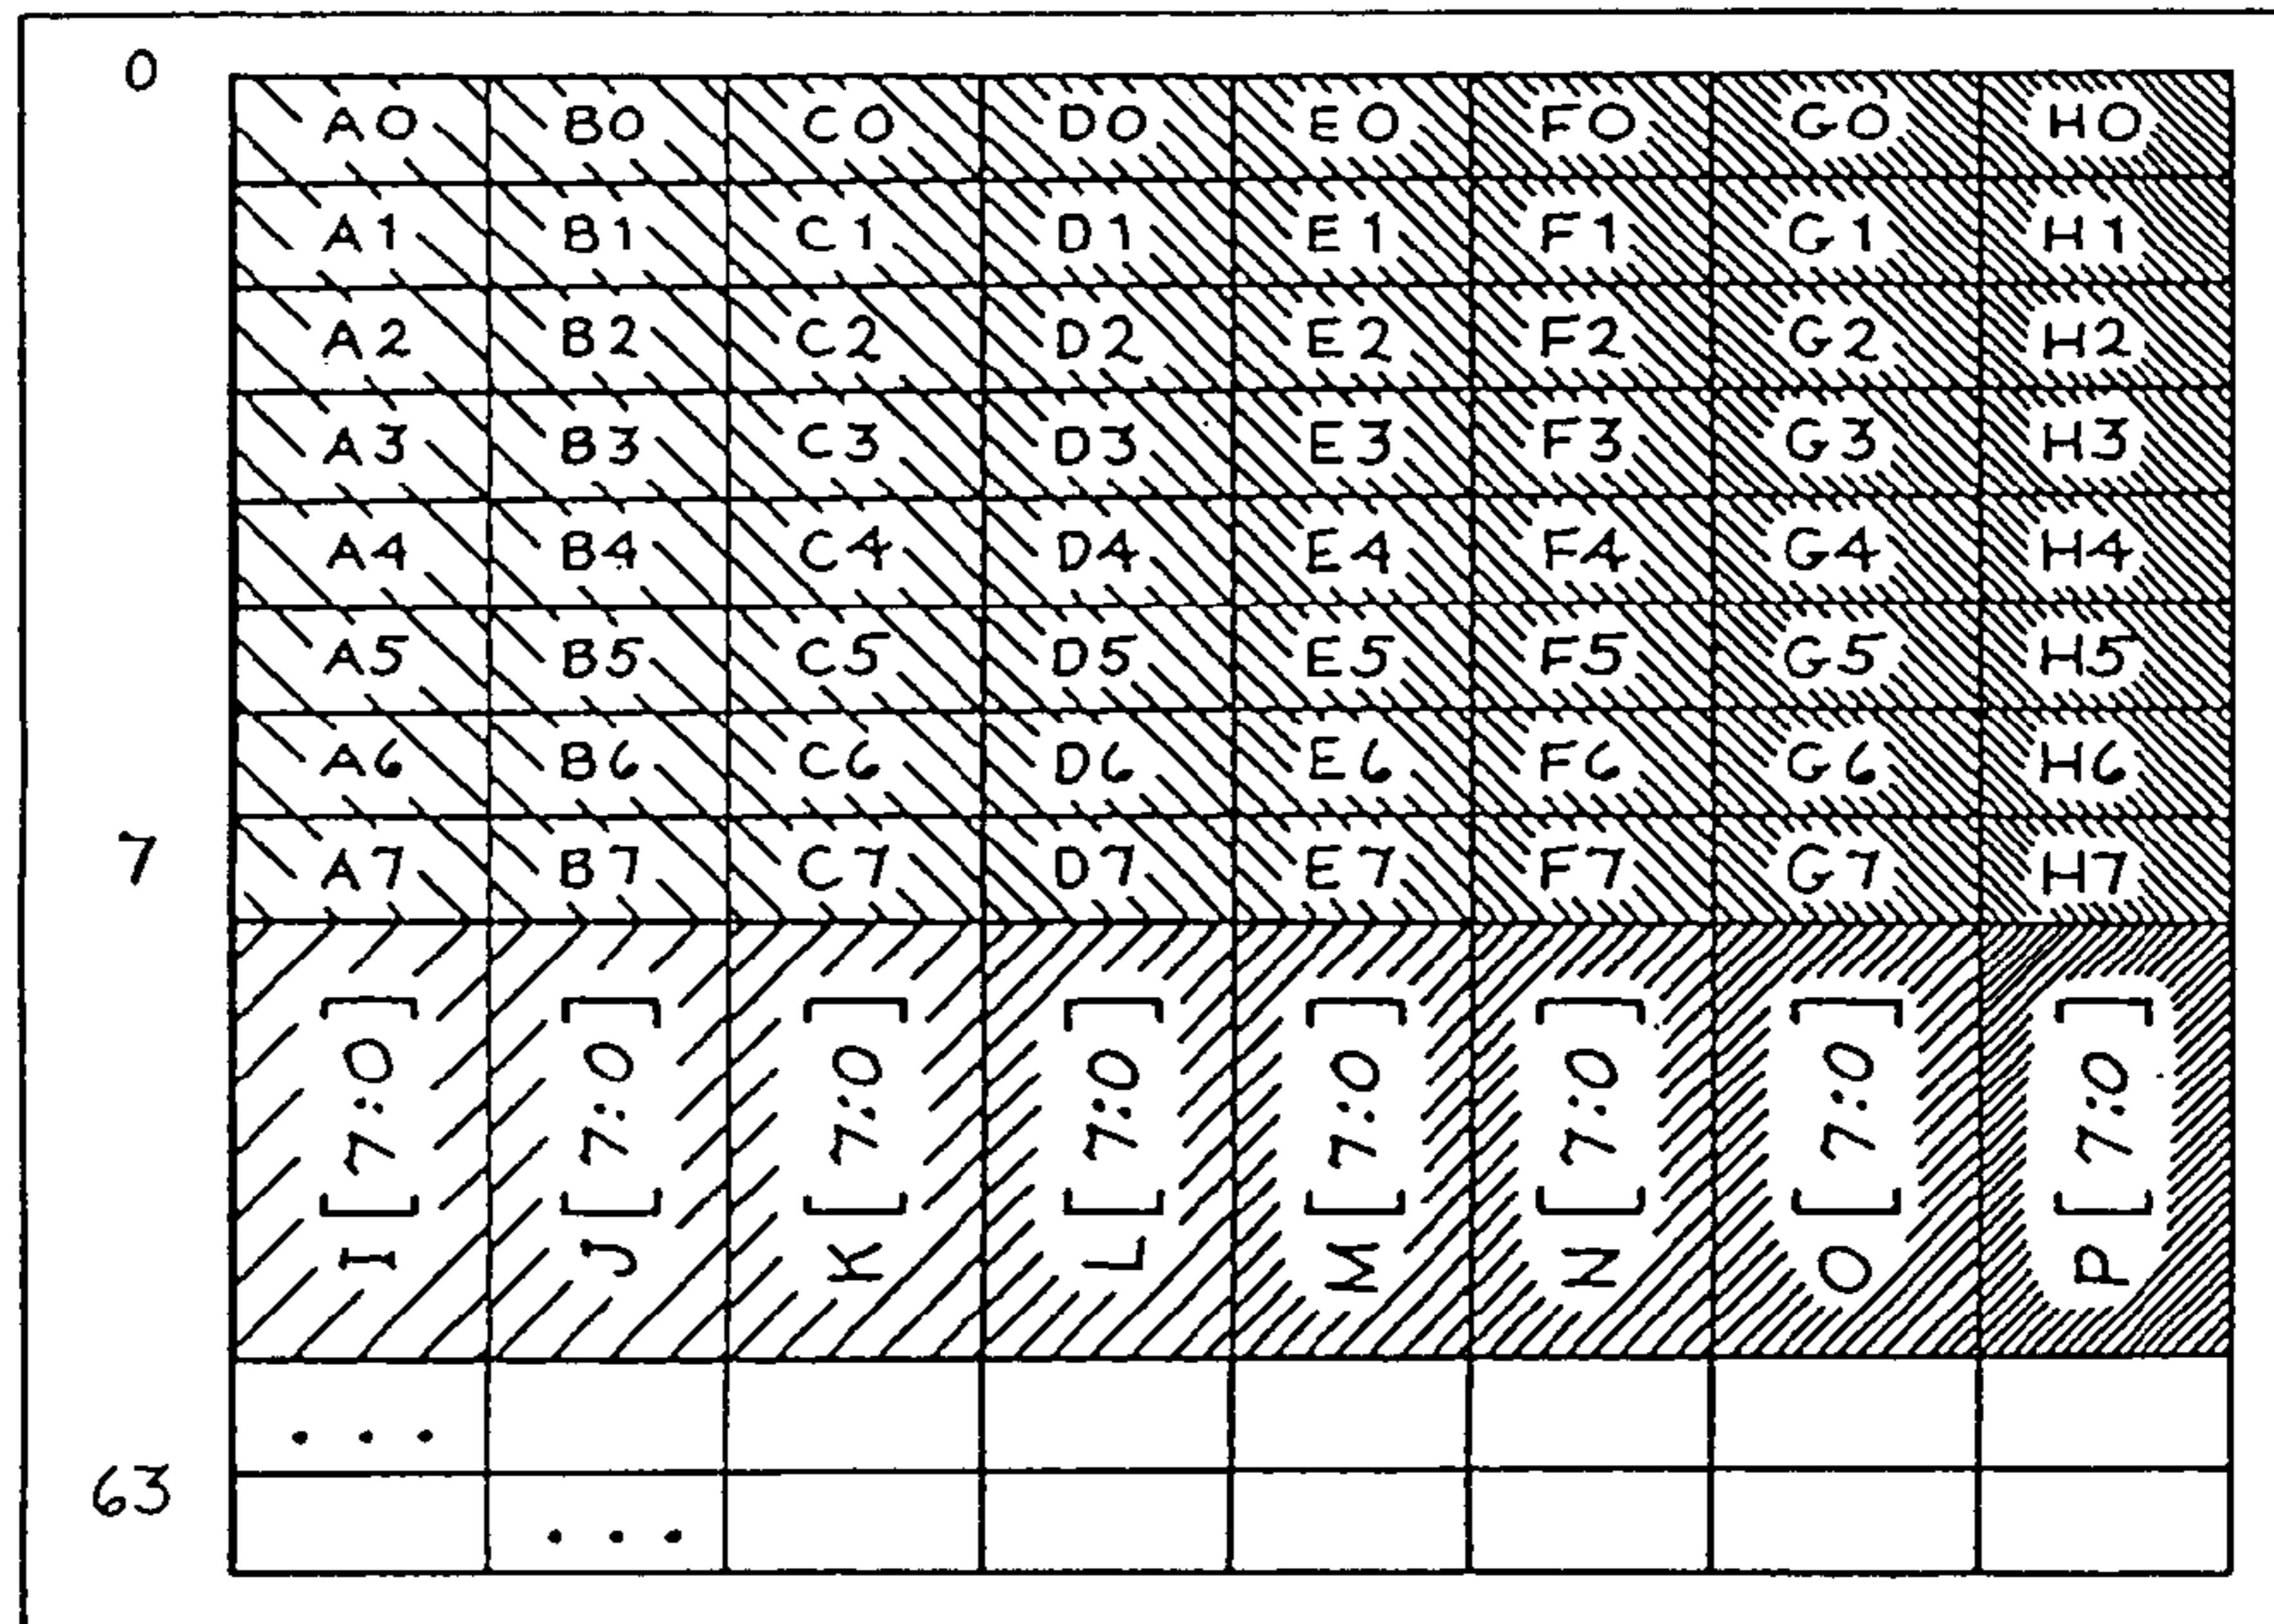 0
A0 B0 C0 D0 E0 F0 G0 H0
A1 B1 C1 D1 E1 F1 G1 H1
A2 B2 C2 D2 E2 F2 G2 H2
A3 B3 C3 D3 E3 F3 G3 H3
A4 B4 C4 D4 E4 F4 G4 H4
A5 B5 C5 D5 E5 F5 G5 H5
A6 B6 C6 D6 E6 F6 G6 H6
7 A7 B7 C7 D7 E7 F7 G7 H7
I[7:0] J[7:0] K[7:0] L[7:0] M[7:0] N[7:0] O[7:0] P[7:0]
...
63 ...